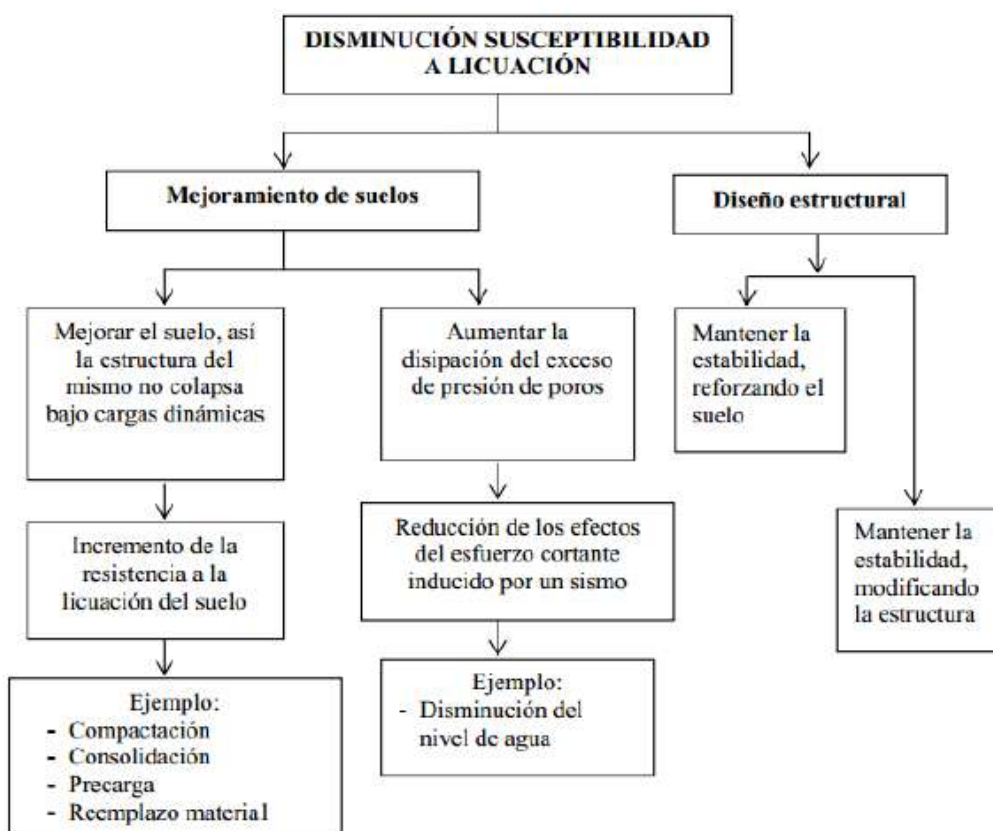 DISMINUCIÓN SUSCEPTIBILIDAD
A LICUACIÓN
Mejoramiento de suelos
Diseño estructural
Mejorar el suelo, así
la estructura del
mismo no colapsa
bajo cargas dinámicas
Aumentar la
disipación del exceso
de presión de poros
Mantener la
estabilidad,
reforzando el
suelo
Incremento de la
resistencia a la
licuación del suelo
Reducción de los efectos
del esfuerzo cortante
inducido por un sismo
Mantener la
estabilidad,
modificando
la estructura
Ejemplo:
- Compactación
- Consolidación
- Precarga
- Reemplazo material
Ejemplo:
- Disminución del
nivel de agua